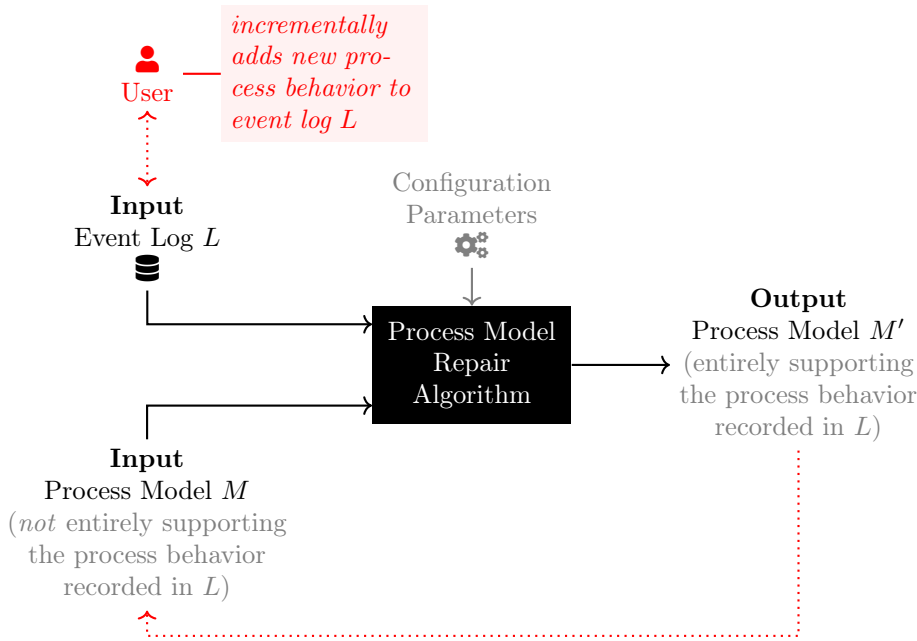 incrementally
adds new pro-
cess behavior to
event log L
User
Configuration
Parameters
Input
Event Log L
Process Model
Repair
Algorithm
Output
Process Model M′
(entirely supporting
the process behavior
recorded in L)
Input
Process Model M
(not entirely supporting
the process behavior
recorded in L)